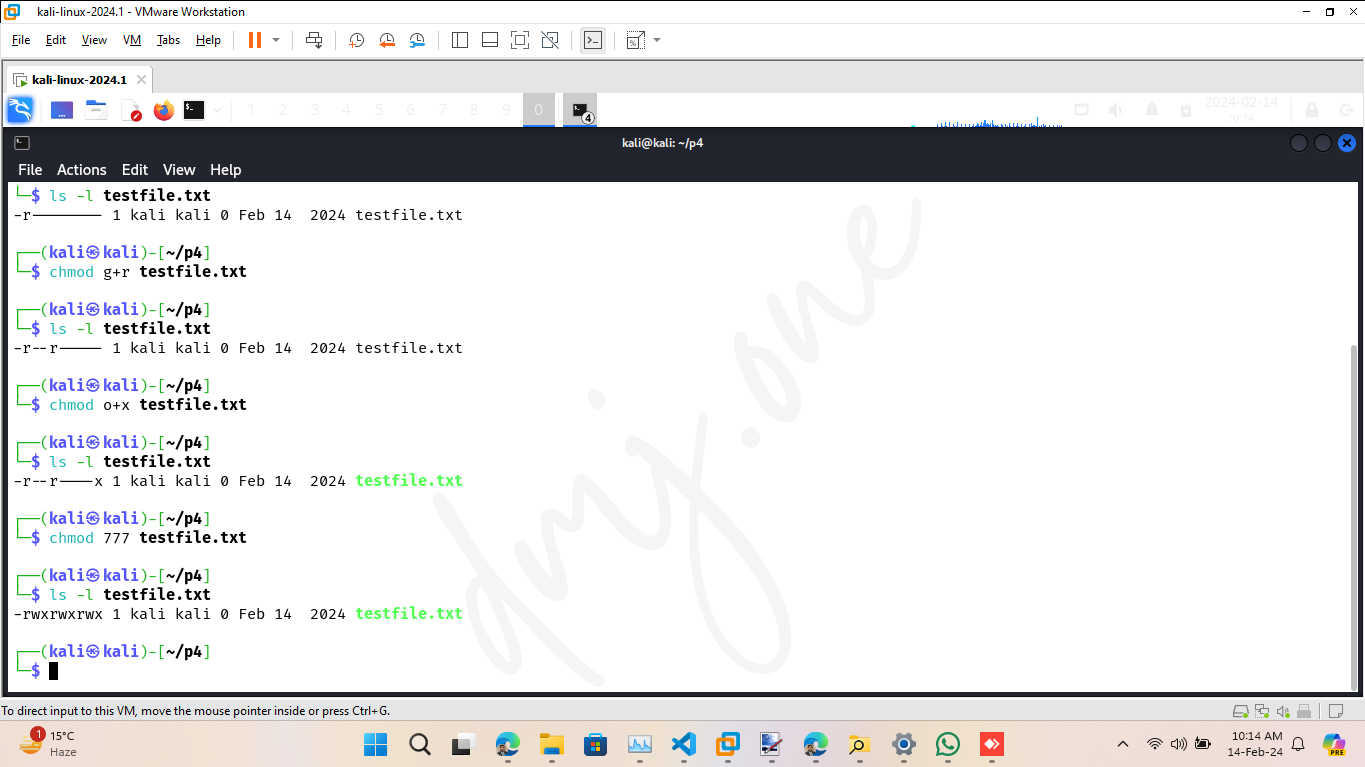 kali-linux-2024.1 - VMware Workstation
File Edit View VM Tabs Help
kali-linux-2024.1
1 2 3 4 5 6 7 8 9 0 4 2024-02-14
10:14
kali@kali: ~/p4
File Actions Edit View Help
└─$ ls -l testfile.txt
-r-------- 1 kali kali 0 Feb 14  2024 testfile.txt
┌──(kali㉿kali)-[~/p4]
└─$ chmod g+r testfile.txt
┌──(kali㉿kali)-[~/p4]
└─$ ls -l testfile.txt
-r--r----- 1 kali kali 0 Feb 14  2024 testfile.txt
┌──(kali㉿kali)-[~/p4]
└─$ chmod o+x testfile.txt
┌──(kali㉿kali)-[~/p4]
└─$ ls -l testfile.txt
-r--r----x 1 kali kali 0 Feb 14  2024 testfile.txt
┌──(kali㉿kali)-[~/p4]
└─$ chmod 777 testfile.txt
┌──(kali㉿kali)-[~/p4]
└─$ ls -l testfile.txt
-rwxrwxrwx 1 kali kali 0 Feb 14  2024 testfile.txt
┌──(kali㉿kali)-[~/p4]
└─$
dmj.one
To direct input to this VM, move the mouse pointer inside or press Ctrl+G.
1 15°C
Haze
10:14 AM
14-Feb-24
PRE